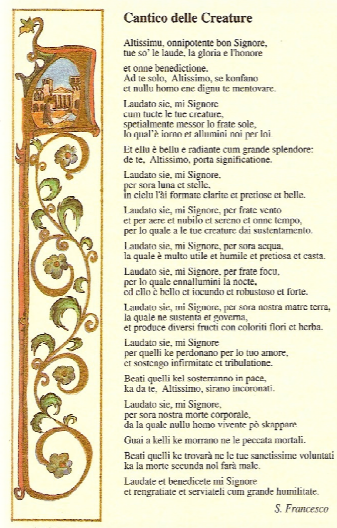 Cantico delle Creature
Altissimu, onnipotente bon Signore,
tue so' le laude, la gloria e l'honore
et onne benedictione.
Ad te solo, Altissimo, se konfano
et nullu homo ene dignu te mentovare.
Laudato sie, mi Signore
cum tucte le tue creature,
spetialmente messor lo frate sole,
lo qual'è iorno et allumini noi per loi.
Et ellu è bellu e radiante cum grande splendore:
de te, Altissimo, porta significatione.
Laudato sie, mi Signore,
per sora luna et stelle,
in cielu l'ài formate clarite et pretiose et belle.
Laudato sie, mi Signore, per frate vento
et per aere et nubilo et sereno et onne tempo,
per lo quale a le tue creature dai sustentamento.
Laudato sie, mi Signore, per sora acqua,
la quale è multo utile et humile et pretiosa et casta.
Laudato sie, mi Signore, per frate focu,
per lo quale ennallumini la nocte,
ed ello è bello et iocundo et robustoso et forte.
Laudato sie, mi Signore, per sora nostra matre terra,
la quale ne sustenta et governa,
et produce diversi fructi con coloriti flori et herba.
Laudato sie, mi Signore
per quelli ke perdonano per lo tuo amore,
et sostengo infirmitate et tribulatione.
Beati quelli kel sosterranno in pace,
ka da te, Altissimo, sirano incoronati.
Laudato sie, mi Signore,
per sora nostra morte corporale,
da la quale nullu homo vivente pò skappare.
Guai a kelli ke morrano ne le peccata mortali.
Beati quelli ke trovarà ne le tue sanctissime voluntati
ka la morte secunda nol farà male.
Laudate et benedicete mi Signore
et rengratiate et serviateli cum grande humilitate.
S. Francesco